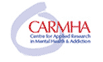 CARMHA
Centre for Applied Research
in Mental Health & Addiction